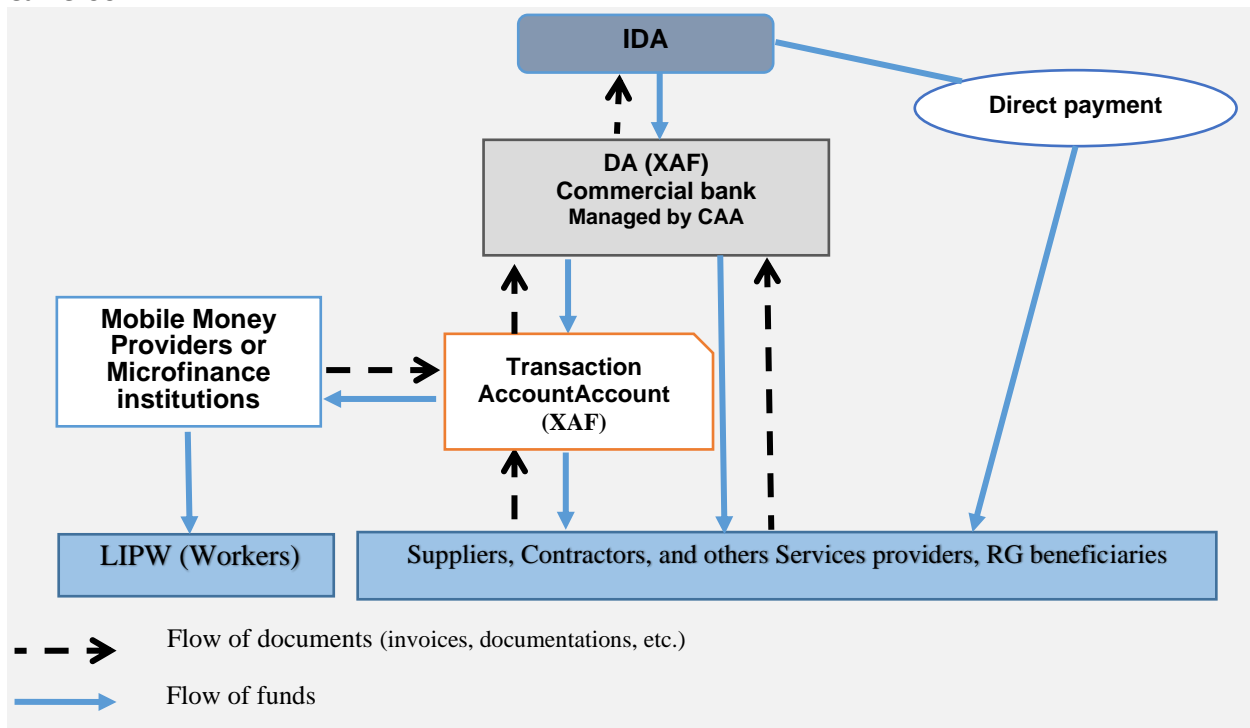 IDA
Direct payment
DA (XAF)
Commercial bank
Managed by CAA
Mobile Money
Providers or
Microfinance
institutions
Transaction
AccountAccount
(XAF)
LIPW (Workers)
Suppliers, Contractors, and others Services providers, RG beneficiaries
Flow of documents (invoices, documentations, etc.)
Flow of funds